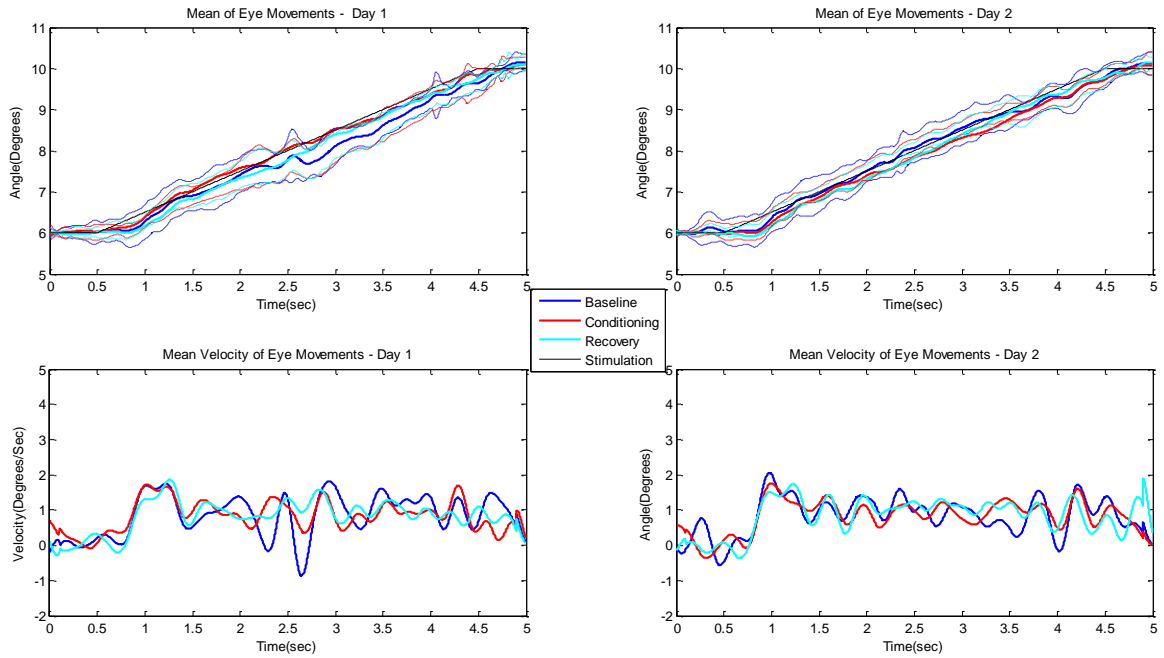 Mean of Eye Movements - Day 1
11
10
9
8
7
6
5
Angle(Degrees)
0 0.5 1 1.5 2 2.5 3 3.5 4 4.5 5
Time(sec)
Mean of Eye Movements - Day 2
11
10
9
8
7
6
5
Angle(Degrees)
0 0.5 1 1.5 2 2.5 3 3.5 4 4.5 5
Time(sec)
Baseline
Conditioning
Recovery
Stimulation
Mean Velocity of Eye Movements - Day 1
5
4
3
2
1
0
-1
-2
Velocity(Degrees/Sec)
0 0.5 1 1.5 2 2.5 3 3.5 4 4.5 5
Time(sec)
Mean Velocity of Eye Movements - Day 2
5
4
3
2
1
0
-1
-2
Angle(Degrees)
0 0.5 1 1.5 2 2.5 3 3.5 4 4.5 5
Time(sec)